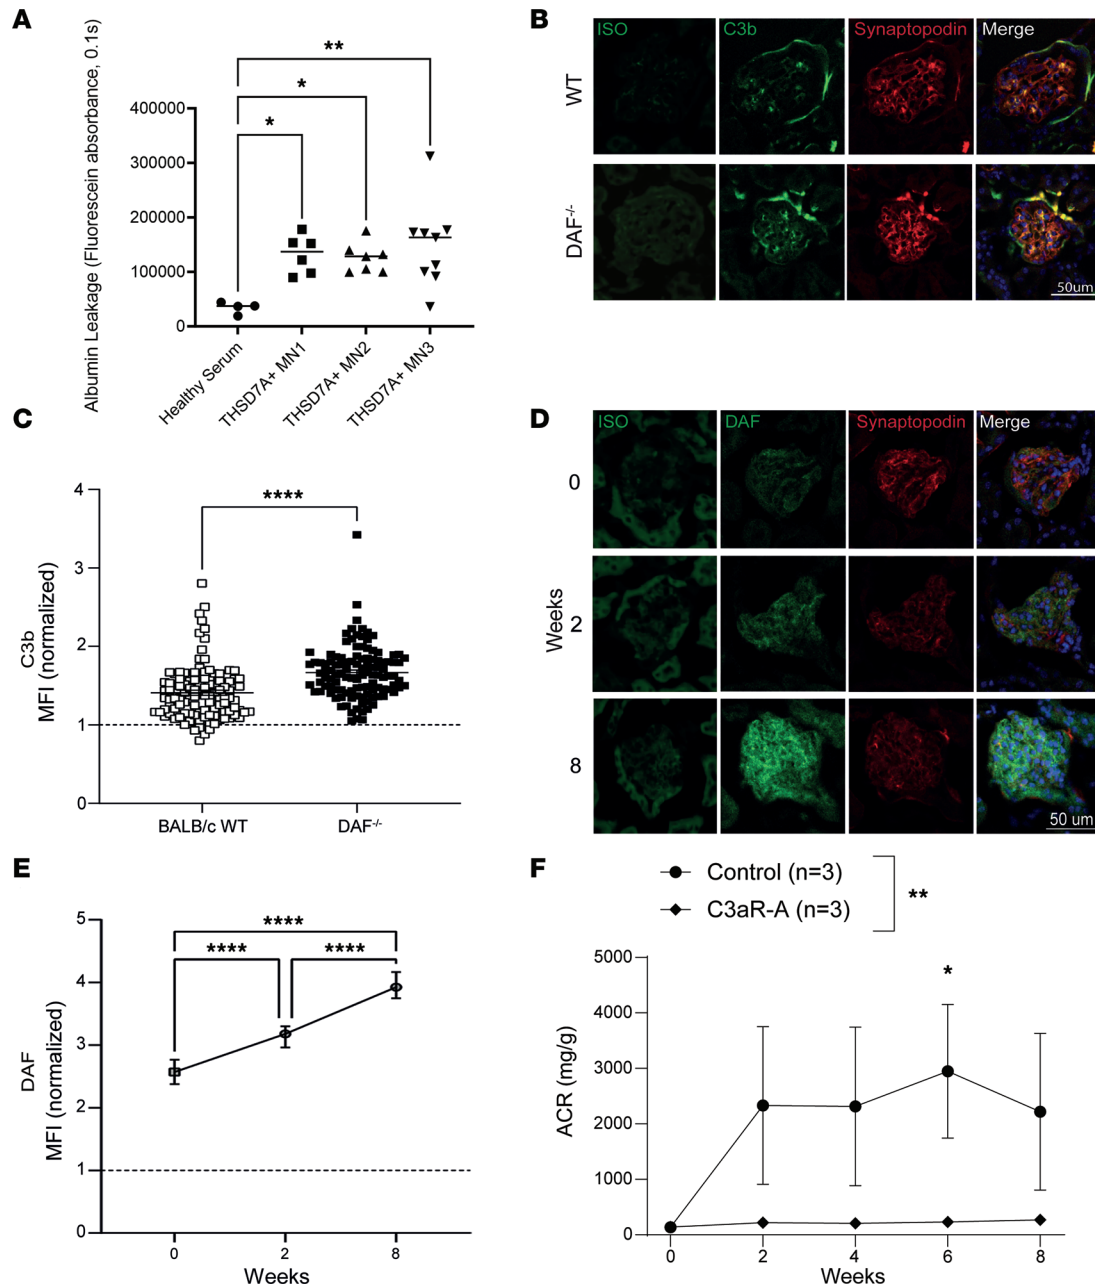 A
Albumin Leakage (Fluorescein absorbance, 0.1s)
**
*
*
400000
300000
200000
100000
0
Healthy Serum
THSD7A+ MN1
THSD7A+ MN2
THSD7A+ MN3
B
ISO C3b Synaptopodin Merge
WT
DAF-/-
50um
C
C3b
MFI (normalized)
****
4
3
2
1
0
BALB/c WT DAF-/-
D
ISO DAF Synaptopodin Merge
Weeks
0
2
8
50 um
E
DAF
MFI (normalized)
****
**** ****
5
4
3
2
1
0
0 2 8
Weeks
F
Control (n=3)
C3aR-A (n=3)
**
*
ACR (mg/g)
5000
4000
3000
2000
1000
0
0 2 4 6 8
Weeks